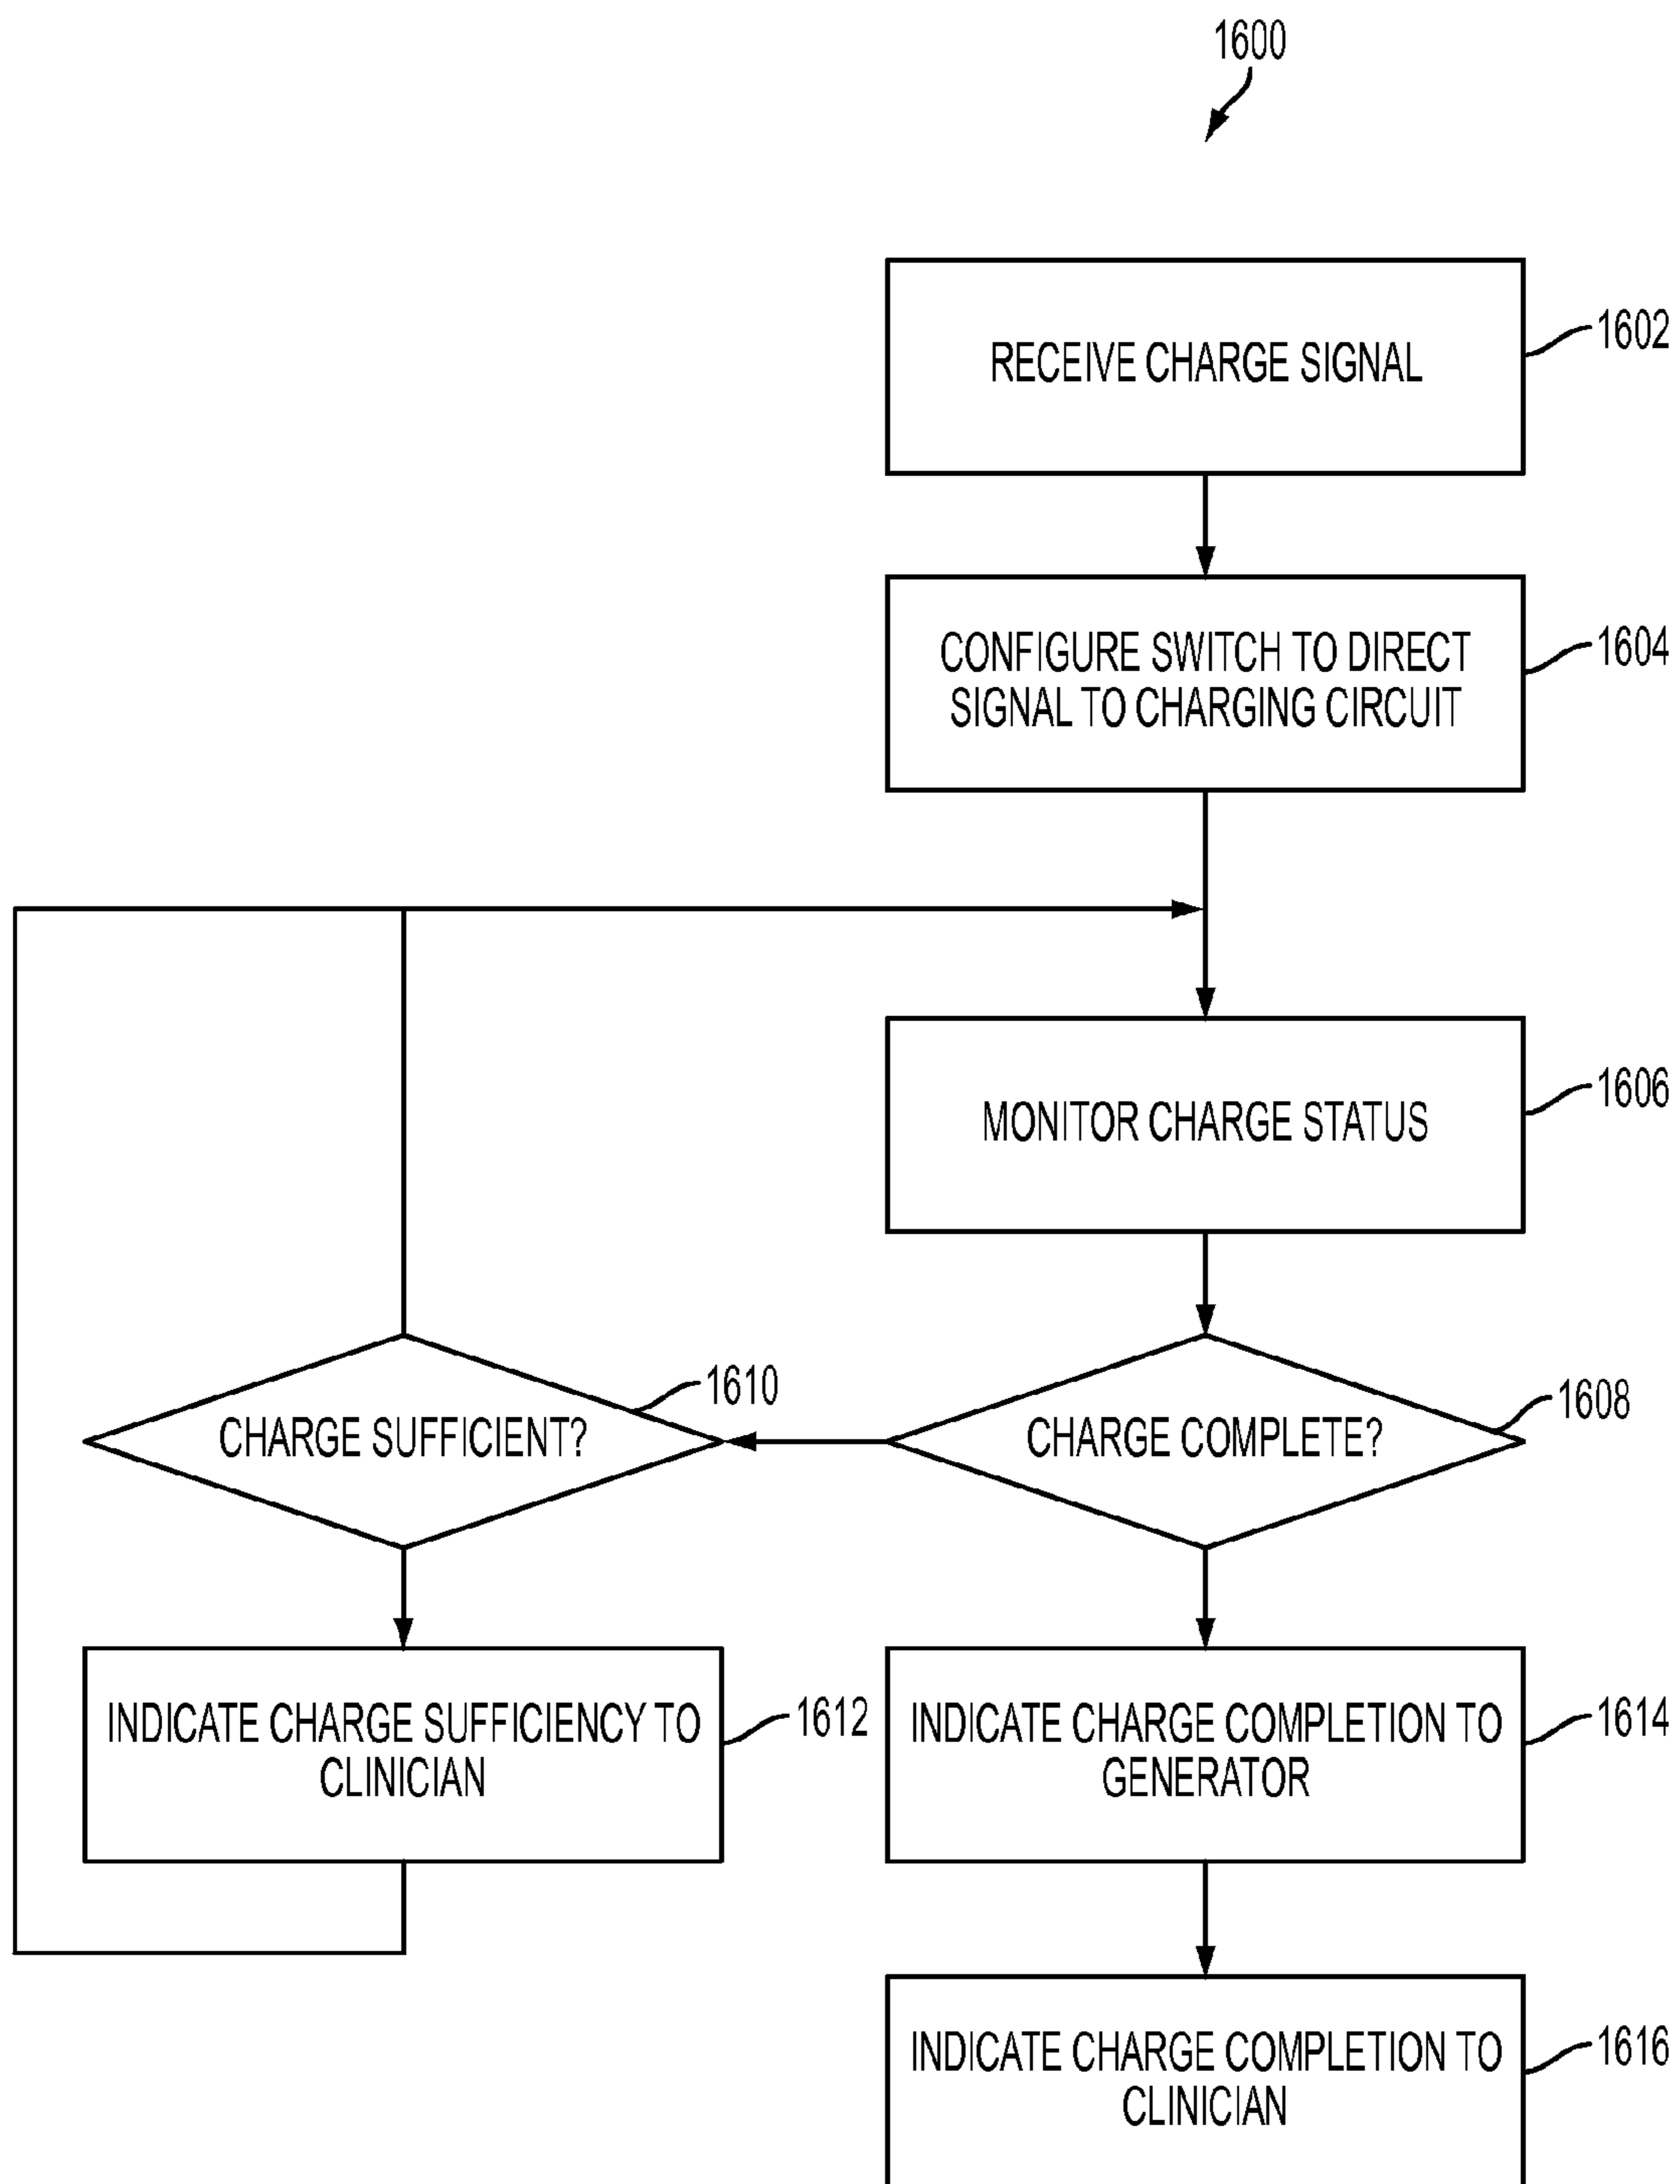 1600
RECEIVE CHARGE SIGNAL
1602
CONFIGURE SWITCH TO DIRECT
SIGNAL TO CHARGING CIRCUIT
1604
MONITOR CHARGE STATUS
1606
CHARGE SUFFICIENT?
1610
CHARGE COMPLETE?
1608
INDICATE CHARGE SUFFICIENCY TO
CLINICIAN
1612
INDICATE CHARGE COMPLETION TO
GENERATOR
1614
INDICATE CHARGE COMPLETION TO
CLINICIAN
1616